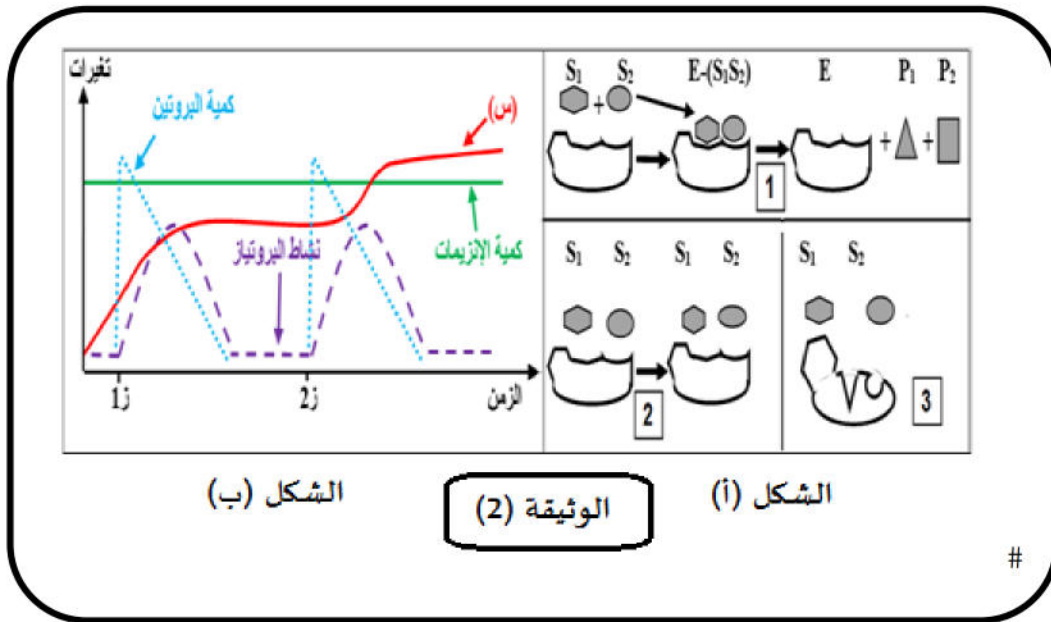 تغيرات
كمية البروتين
(س)
نشاط البروتياز
كمية الإنزيمات
ز1
ز2
الزمن
S₁ S₂ E-(S₁S₂) E P₁ P₂
+ + +
1
S₁ S₂ S₁ S₂
2
S₁ S₂
3
الشكل (أ)
الشكل (ب)
الوثيقة (2)
#